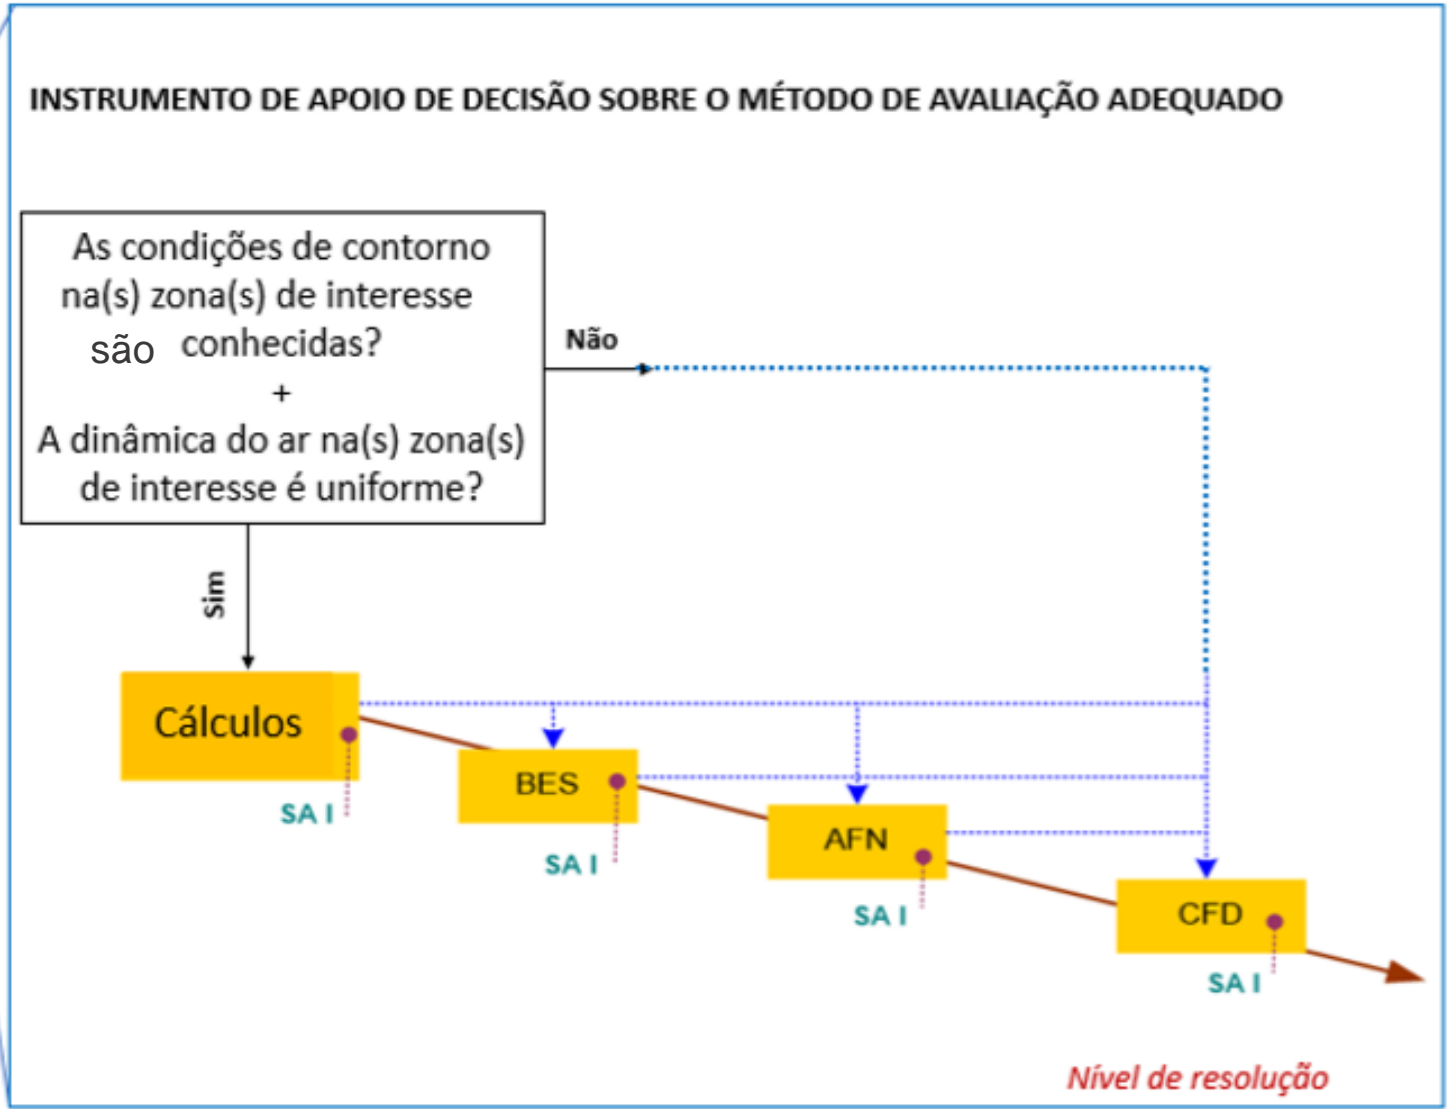 INSTRUMENTO DE APOIO DE DECISÃO SOBRE O MÉTODO DE AVALIAÇÃO ADEQUADO
As condições de contorno
na(s) zona(s) de interesse
são conhecidas?
+
A dinâmica do ar na(s) zona(s)
de interesse é uniforme?
Não
Sim
Cálculos
SA I
BES
SA I
AFN
SA I
CFD
SA I
Nível de resolução